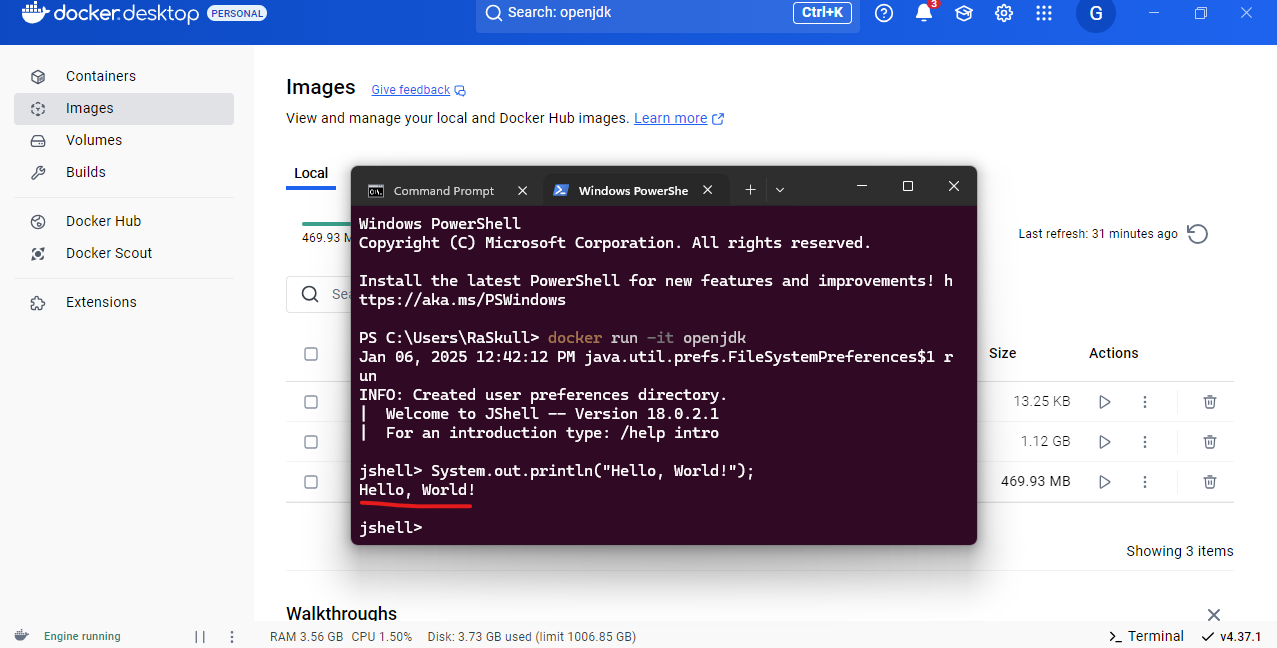 docker.desktop PERSONAL
Search: openjdk
Ctrl+K
3
G
Containers
Images
Volumes
Builds
Docker Hub
Docker Scout
Extensions
Images
Give feedback
View and manage your local and Docker Hub images. Learn more
Local
469.93 M
Last refresh: 31 minutes ago
Sea
Size
Actions
13.25 KB
1.12 GB
469.93 MB
Showing 3 items
Walkthroughs
Command Prompt
Windows PowerShe
Windows PowerShell
Copyright (C) Microsoft Corporation. All rights reserved.
Install the latest PowerShell for new features and improvements! h
ttps://aka.ms/PSWindows
PS C:\Users\RaSkull> docker run -it openjdk
Jan 06, 2025 12:42:12 PM java.util.prefs.FileSystemPreferences$1 r
un
INFO: Created user preferences directory.
|  Welcome to JShell -- Version 18.0.2.1
|  For an introduction type: /help intro
jshell> System.out.println("Hello, World!");
Hello, World!
jshell>
Engine running
RAM 3.56 GB CPU 1.50% Disk: 3.73 GB used (limit 1006.85 GB)
Terminal
v4.37.1